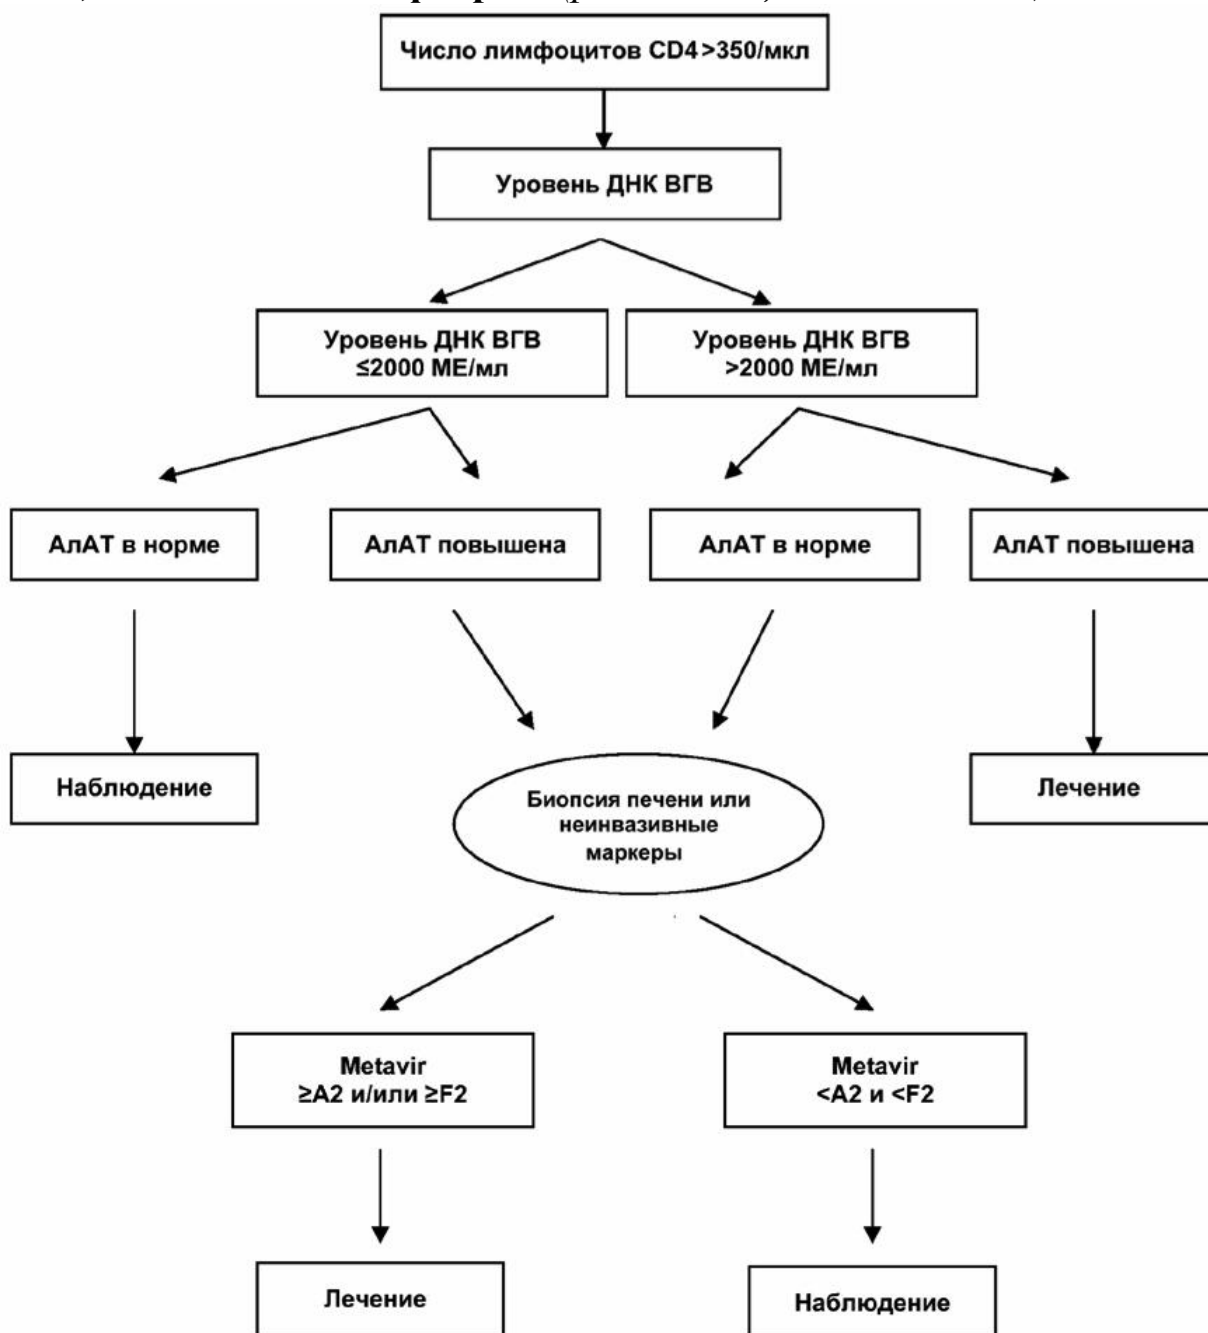 Число лимфоцитов CD4>350/мкл
Уровень ДНК ВГВ
Уровень ДНК ВГВ
≤2000 МЕ/мл
Уровень ДНК ВГВ
>2000 МЕ/мл
АлАТ в норме
АлАТ повышена
АлАТ в норме
АлАТ повышена
Наблюдение
Биопсия печени или
неинвазивные
маркеры
Лечение
Metavir
≥A2 и/или ≥F2
Metavir
<A2 и <F2
Лечение
Наблюдение